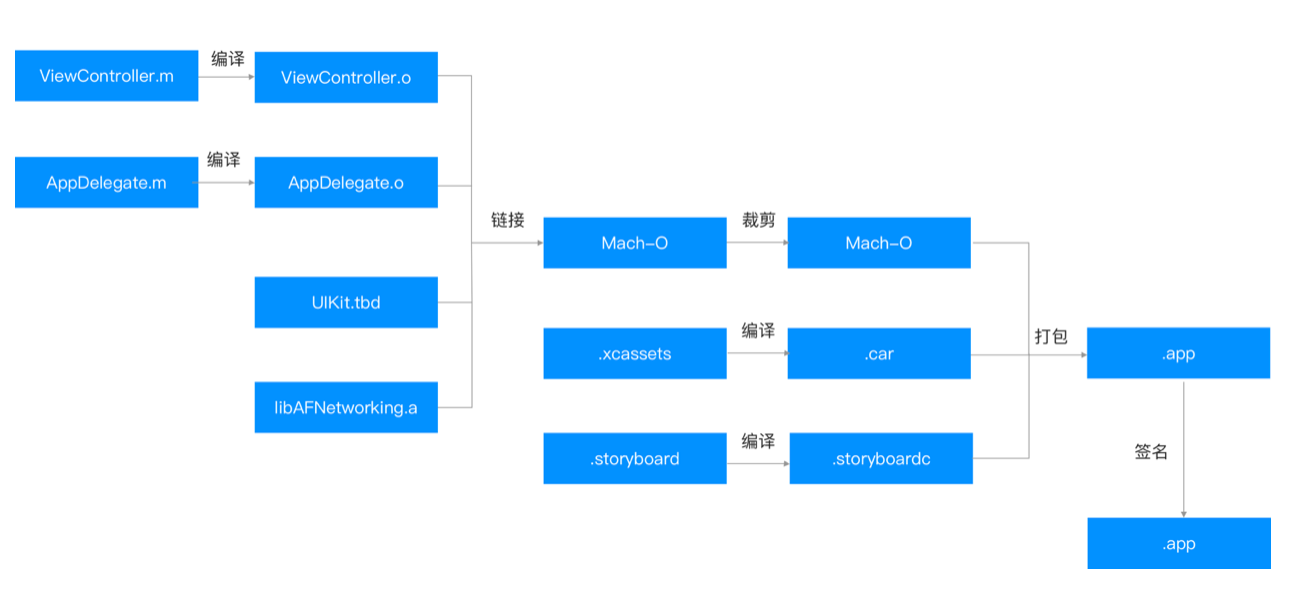 编译
ViewController.m
ViewController.o
编译
AppDelegate.m
AppDelegate.o
链接
裁剪
Mach-O
Mach-O
UIKit.tbd
编译
打包
.xcassets
.car
.app
libAFNetworking.a
编译
签名
.storyboard
.storyboardc
.app